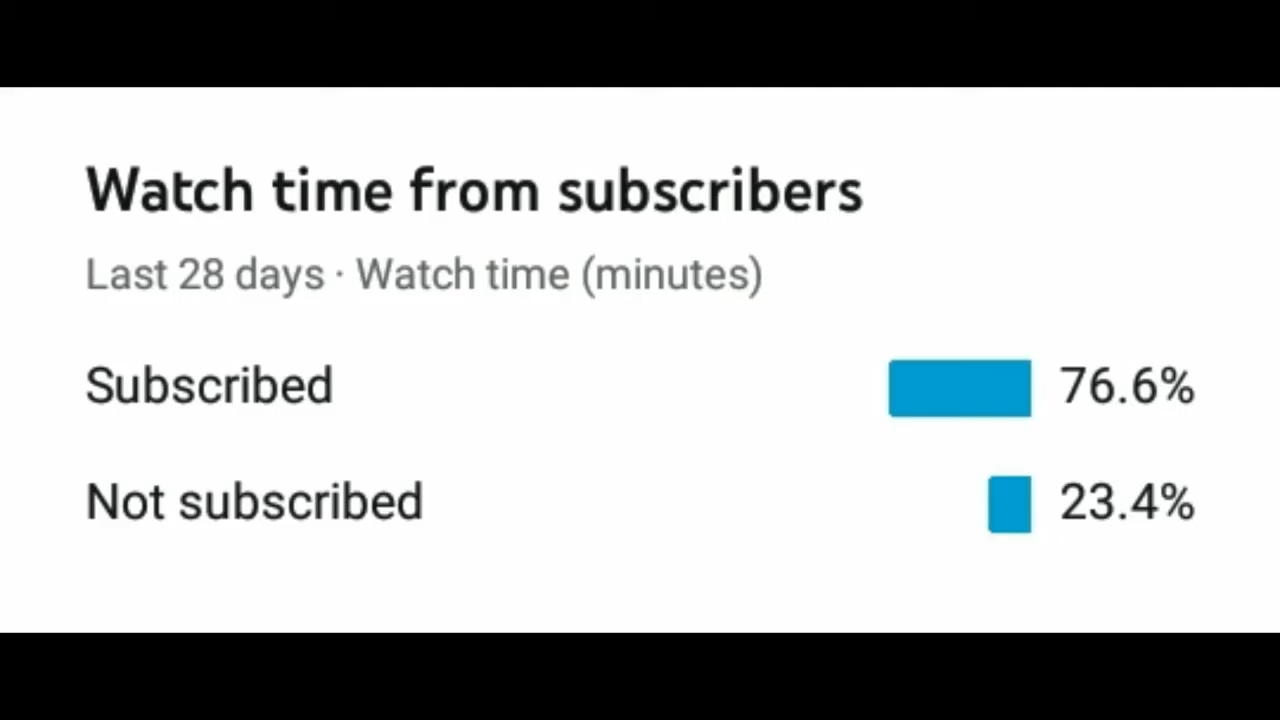 Watch time from subscribers
Last 28 days · Watch time (minutes)
Subscribed 76.6%
Not subscribed 23.4%